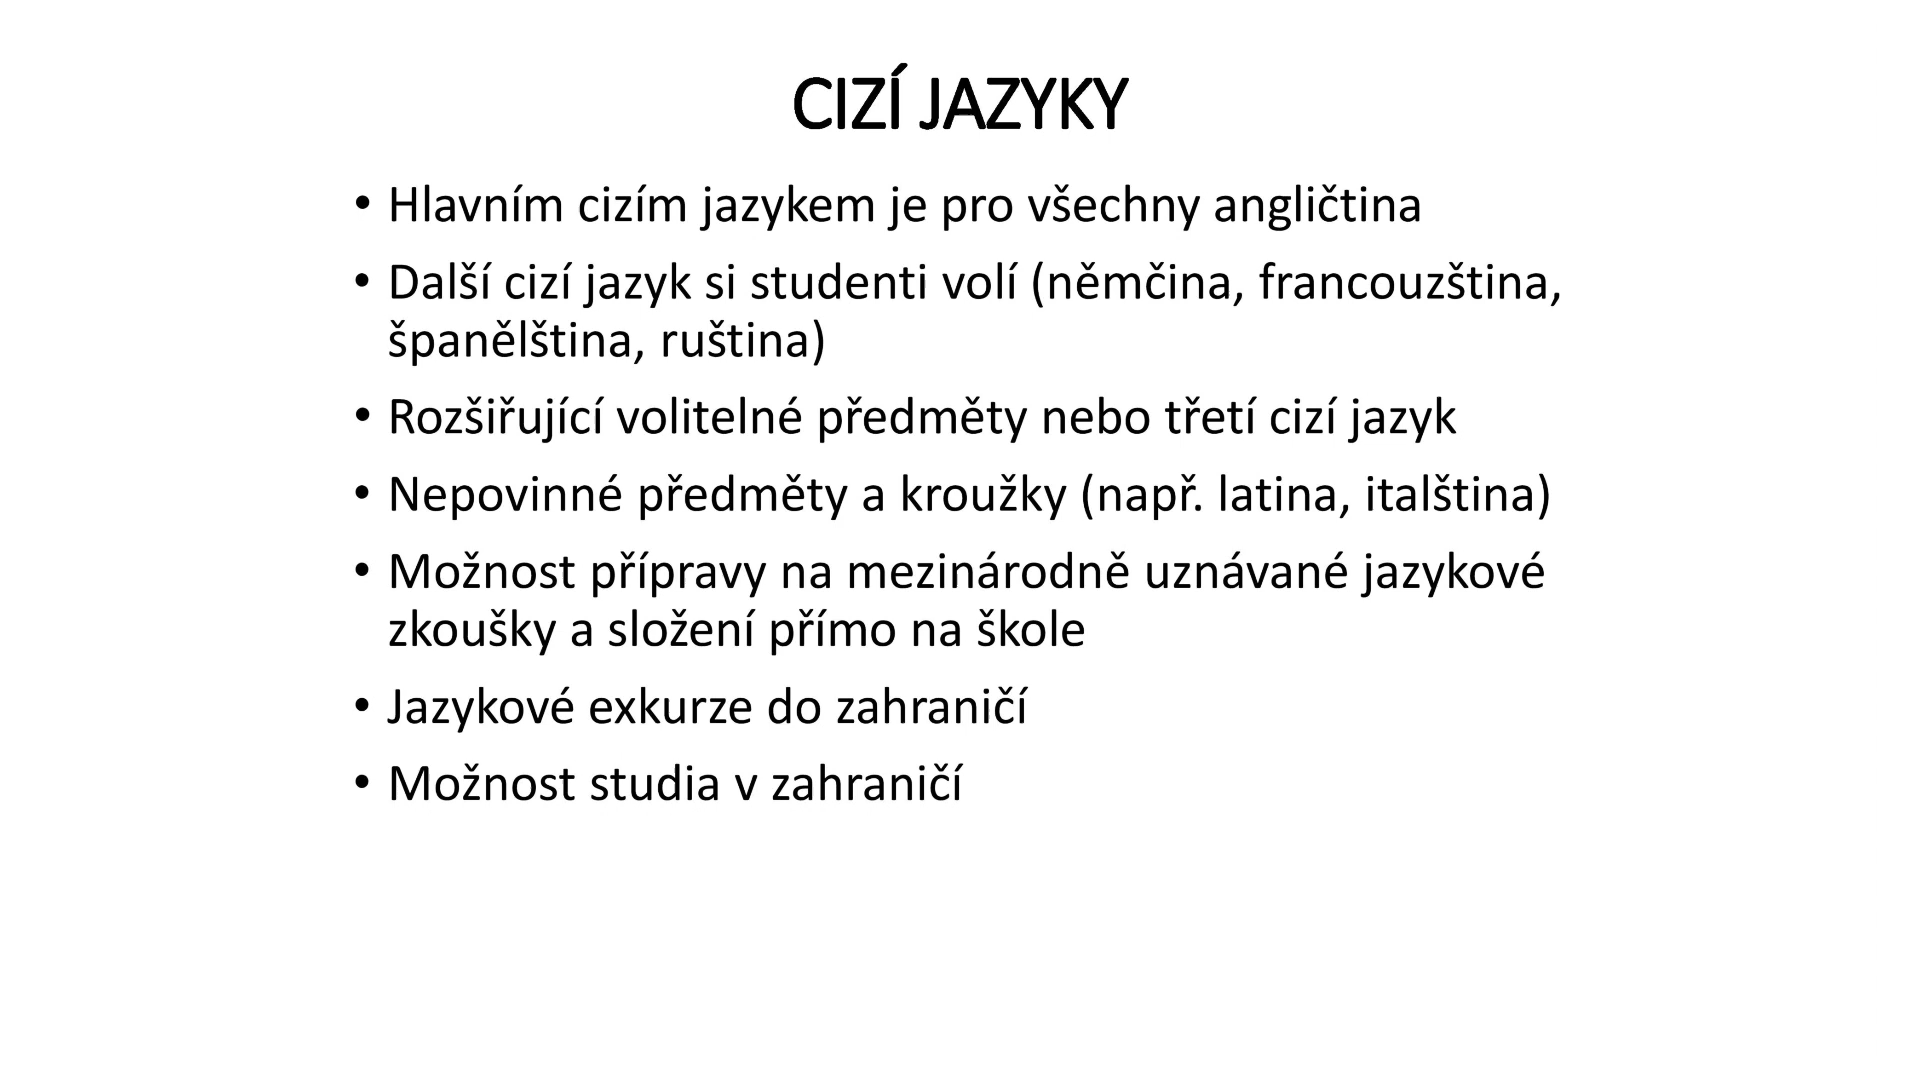 CIZÍ JAZYKY
• Hlavním cizím jazykem je pro všechny angličtina
• Další cizí jazyk si studenti volí (němčina, francouzština,
španělština, ruština)
• Rozšiřující volitelné předměty nebo třetí cizí jazyk
• Nepovinné předměty a kroužky (např. latina, italština)
• Možnost přípravy na mezinárodně uznávané jazykové
zkoušky a složení přímo na škole
• Jazykové exkurze do zahraničí
• Možnost studia v zahraničí